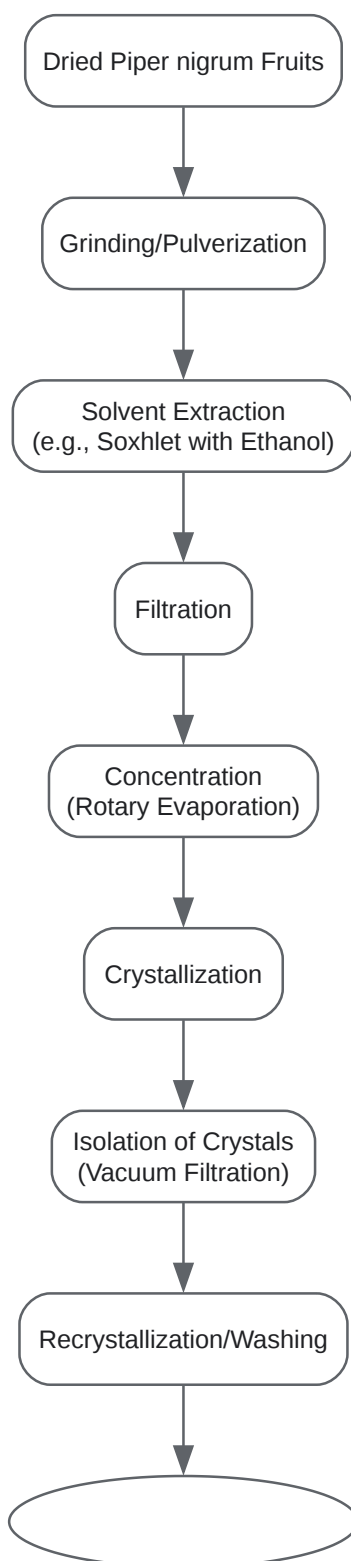 Dried Piper nigrum Fruits
Grinding/Pulverization
Solvent Extraction
(e.g., Soxhlet with Ethanol)
Filtration
Concentration
(Rotary Evaporation)
Crystallization
Isolation of Crystals
(Vacuum Filtration)
Recrystallization/Washing